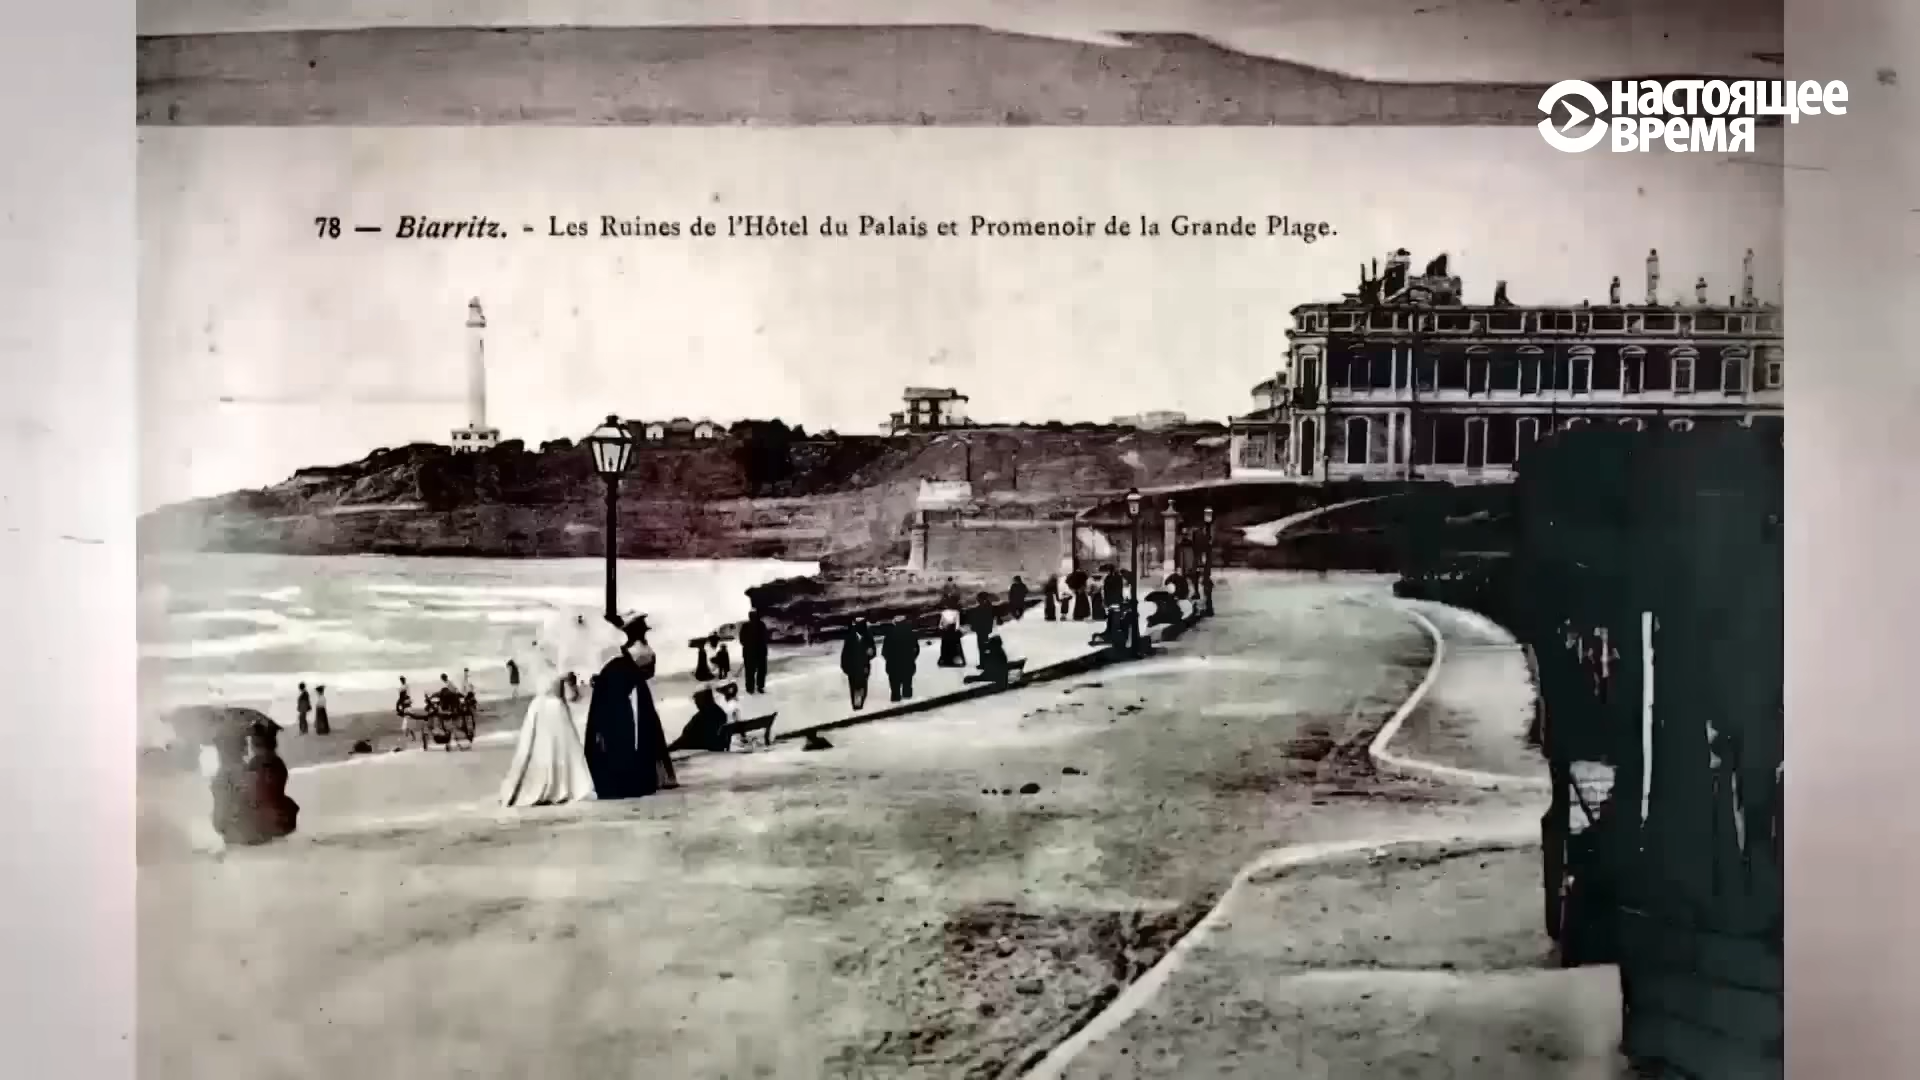 НАСТОЯЩЕЕ
ВРЕМЯ
78 — Biarritz. - Les Ruines de l'Hôtel du Palais et Promenoir de la Grande Plage.